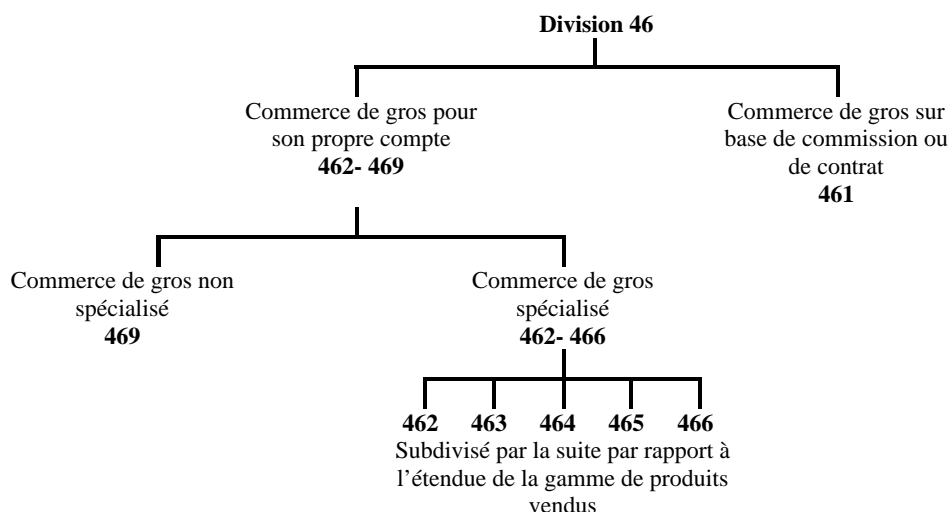 Division 46
Commerce de gros pour
son propre compte
462- 469
Commerce de gros sur
base de commission ou
de contrat
461
Commerce de gros non
spécialisé
469
Commerce de gros
spécialisé
462- 466
462 463 464 465 466
Subdivisé par la suite par rapport à
l’étendue de la gamme de produits
vendus